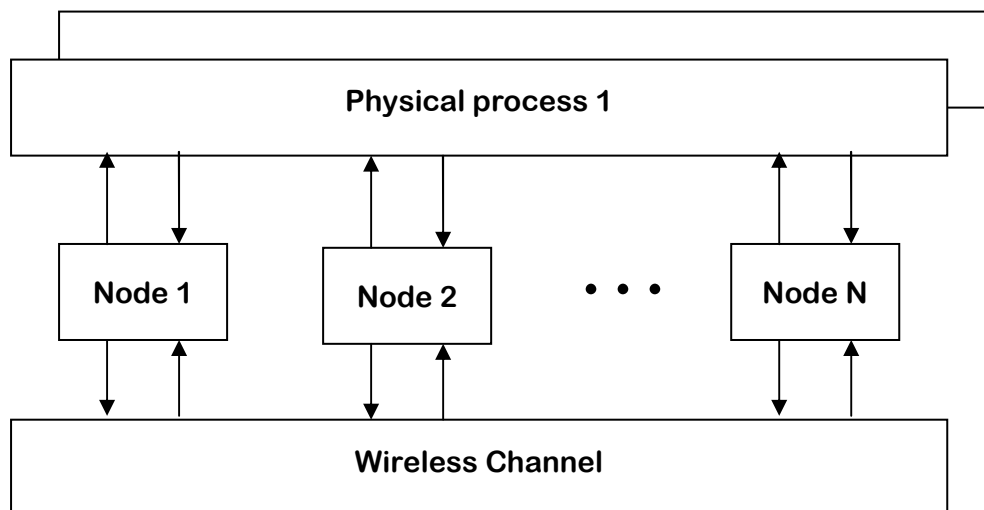 Physical process 1
Node 1
Node 2
• • •
Node N
Wireless Channel